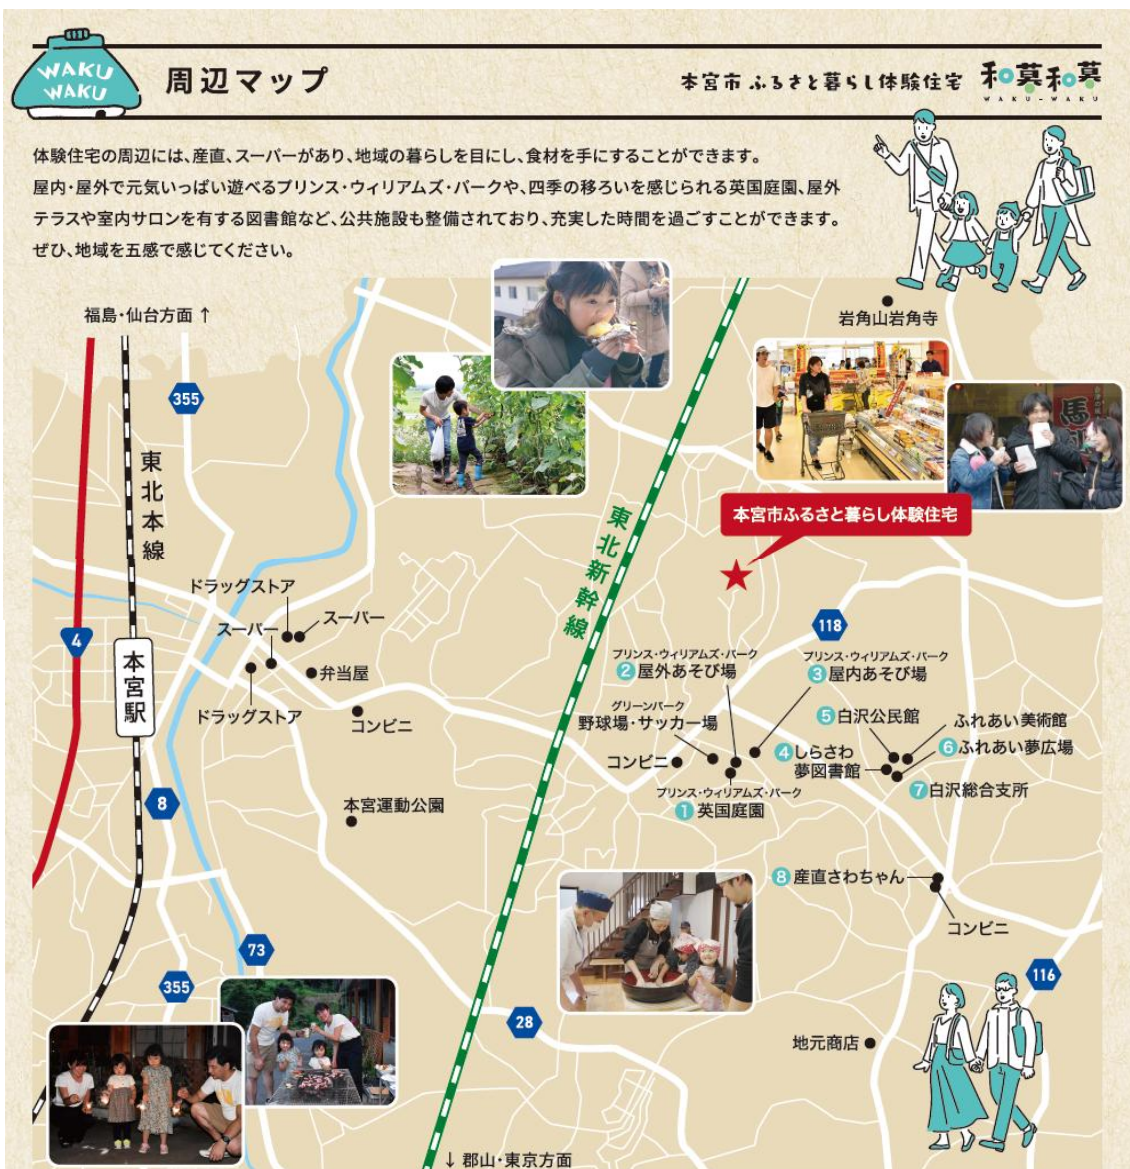 WAKU
WAKU
周辺マップ
本宮市 ふるさと暮らし体験住宅
和暮和暮
WAKU-WAKU
体験住宅の周辺には、産直、スーパーがあり、地域の暮らしを目にし、食材を手にすることができます。
屋内・屋外で元気いっぱい遊べるプリンス・ウィリアムズ・パークや、四季の移ろいを感じられる英国庭園、屋外
テラスや室内サロンを有する図書館など、公共施設も整備されており、充実した時間を過ごすことができます。
ぜひ、地域を五感で感じてください。
福島・仙台方面 ↑
岩角山岩角寺
355
東北本線
馬
本宮市ふるさと暮らし体験住宅
東北新幹線
ドラッグストア
スーパー
スーパー
4
118
本宮駅
弁当屋
プリンス・ウィリアムズ・パーク
2 屋外あそび場
プリンス・ウィリアムズ・パーク
3 屋内あそび場
ドラッグストア
コンビニ
グリーンパーク
野球場・サッカー場
5 白沢公民館
ふれあい美術館
コンビニ
4 しらさわ
夢図書館
6 ふれあい夢広場
7 白沢総合支所
プリンス・ウィリアムズ・パーク
1 英国庭園
8
本宮運動公園
8 産直さわちゃん
コンビニ
73
355
116
28
地元商店
↓ 郡山・東京方面